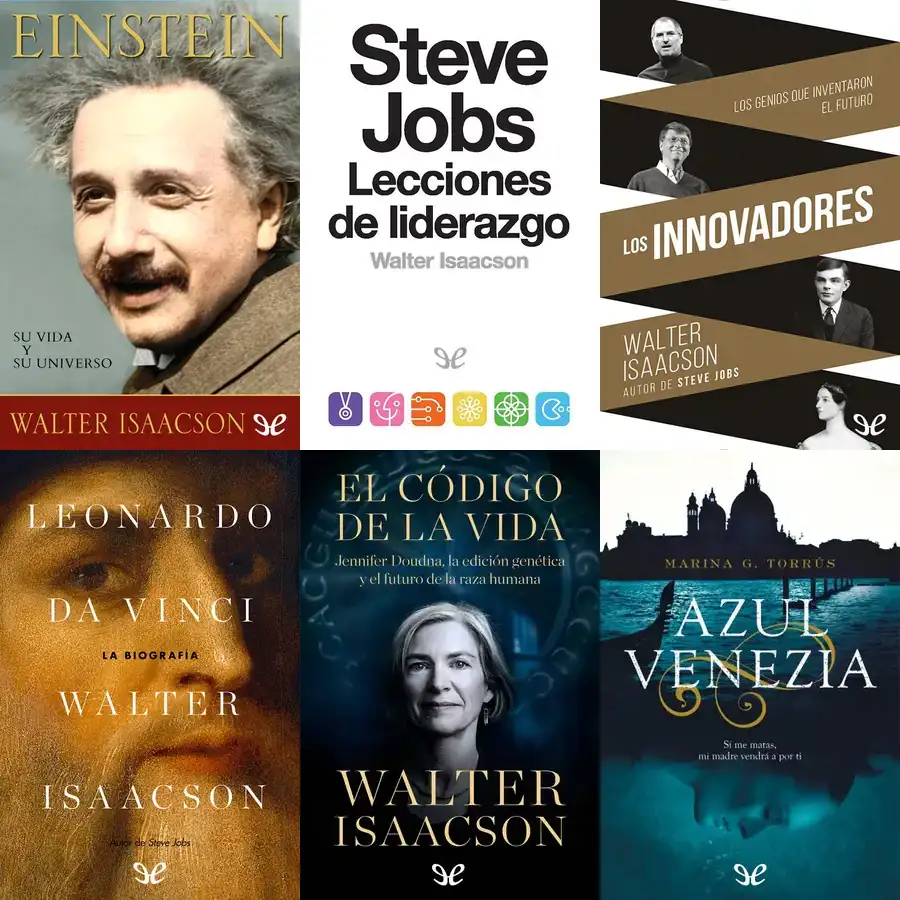 EINSTEIN
SU VIDA
Y
SU UNIVERSO
WALTER ISAACSON
Steve
Jobs
Lecciones
de liderazgo
Walter Isaacson
LOS GENIOS QUE INVENTARON
EL FUTURO
LOS INNOVADORES
WALTER
ISAACSON
AUTOR DE STEVE JOBS
LEONARDO
DA VINCI
LA BIOGRAFÍA
WALTER
ISAACSON
Autor de Steve Jobs
EL CÓDIGO
DE LA VIDA
Jennifer Doudna, la edición genética
y el futuro de la raza humana
WALTER
ISAACSON
MARINA G. TORRÚS
AZUL
VENEZIA
Si me matas,
mi madre vendrá a por ti